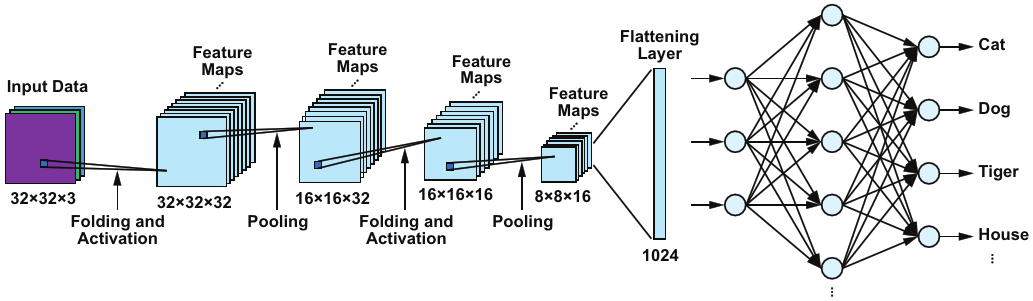 Input Data
32×32×3
Folding and
Activation
Feature
Maps
32×32×32
Pooling
Feature
Maps
16×16×32
Folding and
Activation
Feature
Maps
16×16×16
Pooling
Feature
Maps
8×8×16
Flattening
Layer
1024
Cat
Dog
Tiger
House